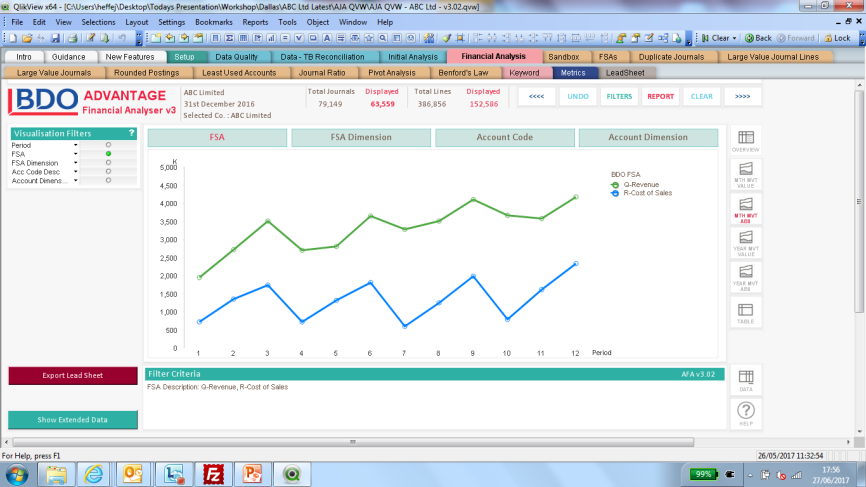 QlikView x64 - [C:\Users\heffej\Desktop\Todays Presentation\Workshop\Dallas\ABC Ltd Latest\AJA QVW\AJA QVW - ABC Ltd - v3.02.qvw]
File Edit View Selections Layout Settings Bookmarks Reports Tools Object Window Help
Clear Back Forward Lock
Intro Guidance New Features Setup Data Quality Data - TB Reconciliation Initial Analysis Financial Analysis Sandbox FSAs Duplicate Journals Large Value Journal Lines
Large Value Journals Rounded Postings Least Used Accounts Journal Ratio Pivot Analysis Benford's Law Keyword Metrics LeadSheet
BDO ADVANTAGE
Financial Analyser v3
ABC Limited
31st December 2016
Selected Co. : ABC Limited
Total Journals Displayed Total Lines Displayed
79,149 63,559 386,856 152,586
<<<< UNDO FILTERS REPORT CLEAR >>>>
Visualisation Filters ?
Period
FSA
FSA Dimension
Acc Code Desc
Account Dimens...
FSA FSA Dimension Account Code Account Dimension
K
5,000
4,500
4,000
3,500
3,000
2,500
2,000
1,500
1,000
500
0
1 2 3 4 5 6 7 8 9 10 11 12 Period
BDO FSA
Q-Revenue
R-Cost of Sales
OVERVIEW
MTH MVT
VALUE
MTH MVT
ABS
YEAR MVT
VALUE
YEAR MVT
ABS
TABLE
Export Lead Sheet
Show Extended Data
Filter Criteria AFA v3.02
FSA Description: Q-Revenue, R-Cost of Sales
DATA
?
HELP
For Help, press F1 26/05/2017 11:32:54
99% 17:56
27/06/2017